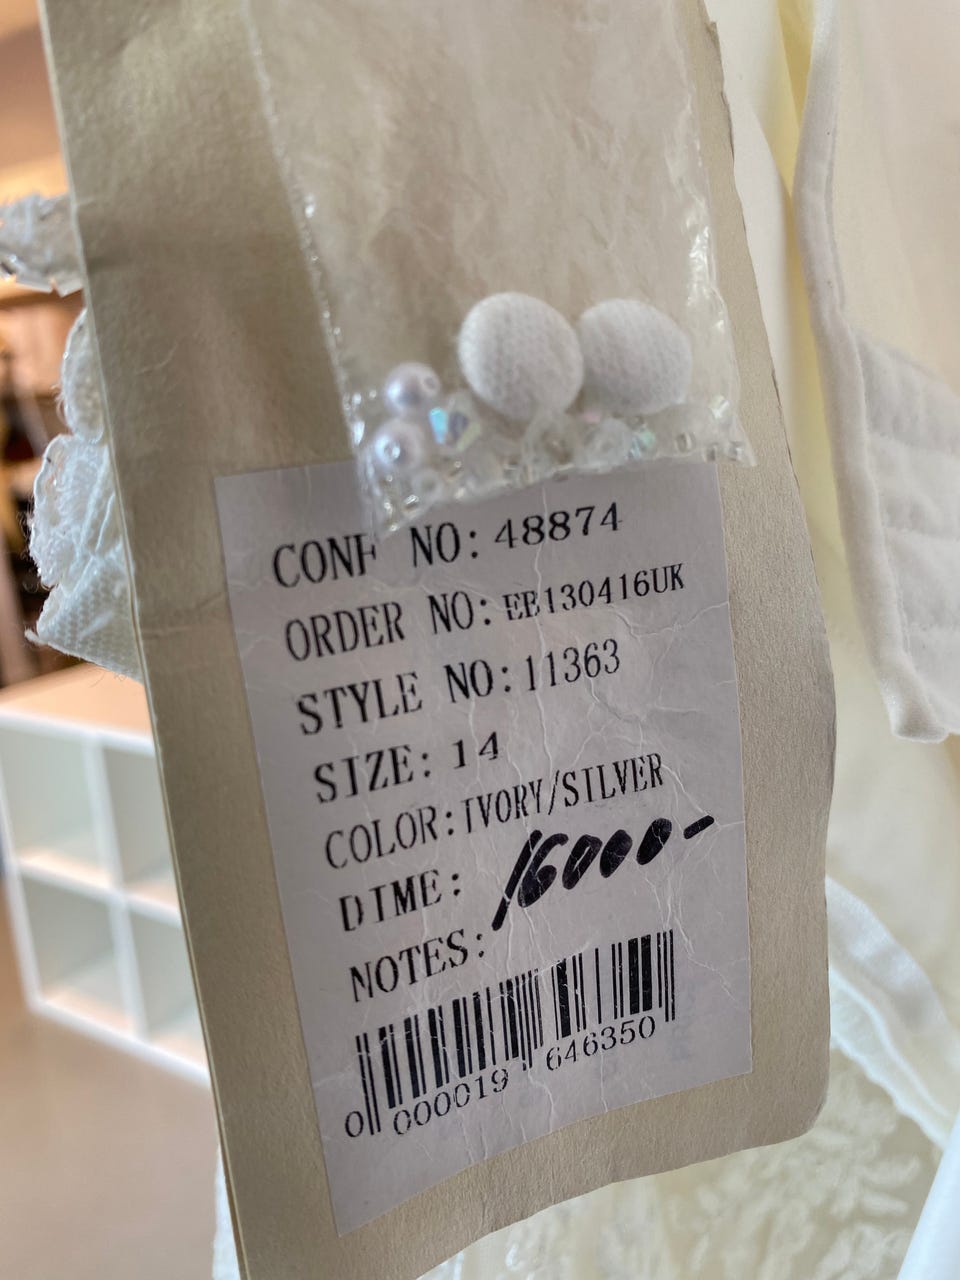 CONF NO: 48874
ORDER NO: EB130416UK
STYLE NO: 11363
SIZE: 14
COLOR: IVORY/SILVER
DIME: 16000-
NOTES:
0 000019 646350